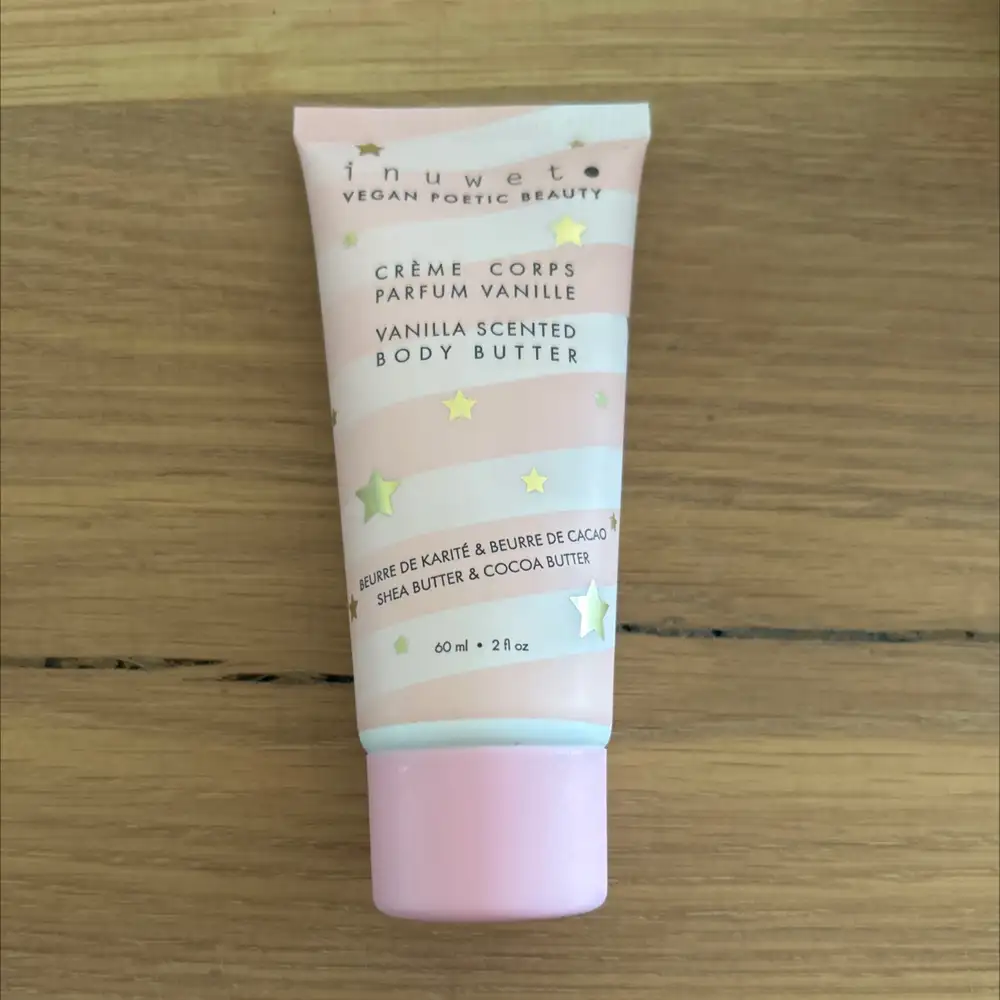 inuwet
VEGAN POETIC BEAUTY
CRÈME CORPS
PARFUM VANILLE
VANILLA SCENTED
BODY BUTTER
BEURRE DE KARITÉ & BEURRE DE CACAO
SHEA BUTTER & COCOA BUTTER
60 ml • 2 fl oz